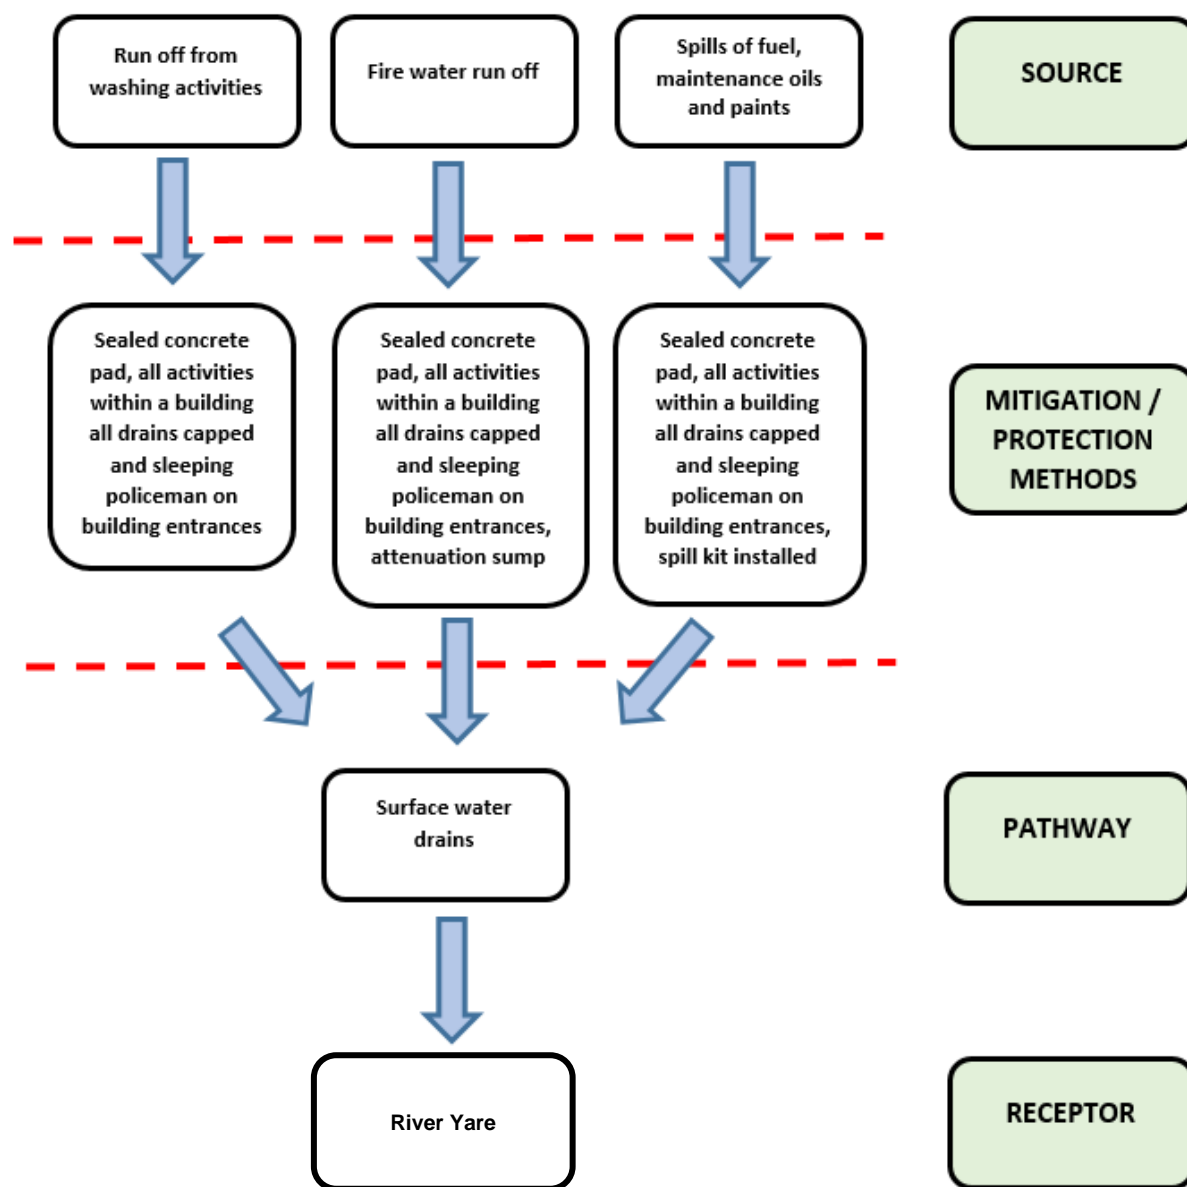 Run off from
washing activities
Fire water run off
Spills of fuel,
maintenance oils
and paints
SOURCE
Sealed concrete
pad, all activities
within a building
all drains capped
and sleeping
policeman on
building entrances
Sealed concrete
pad, all activities
within a building
all drains capped
and sleeping
policeman on
building entrances,
attenuation sump
Sealed concrete
pad, all activities
within a building
all drains capped
and sleeping
policeman on
building entrances,
spill kit installed
MITIGATION /
PROTECTION
METHODS
Surface water
drains
PATHWAY
River Yare
RECEPTOR